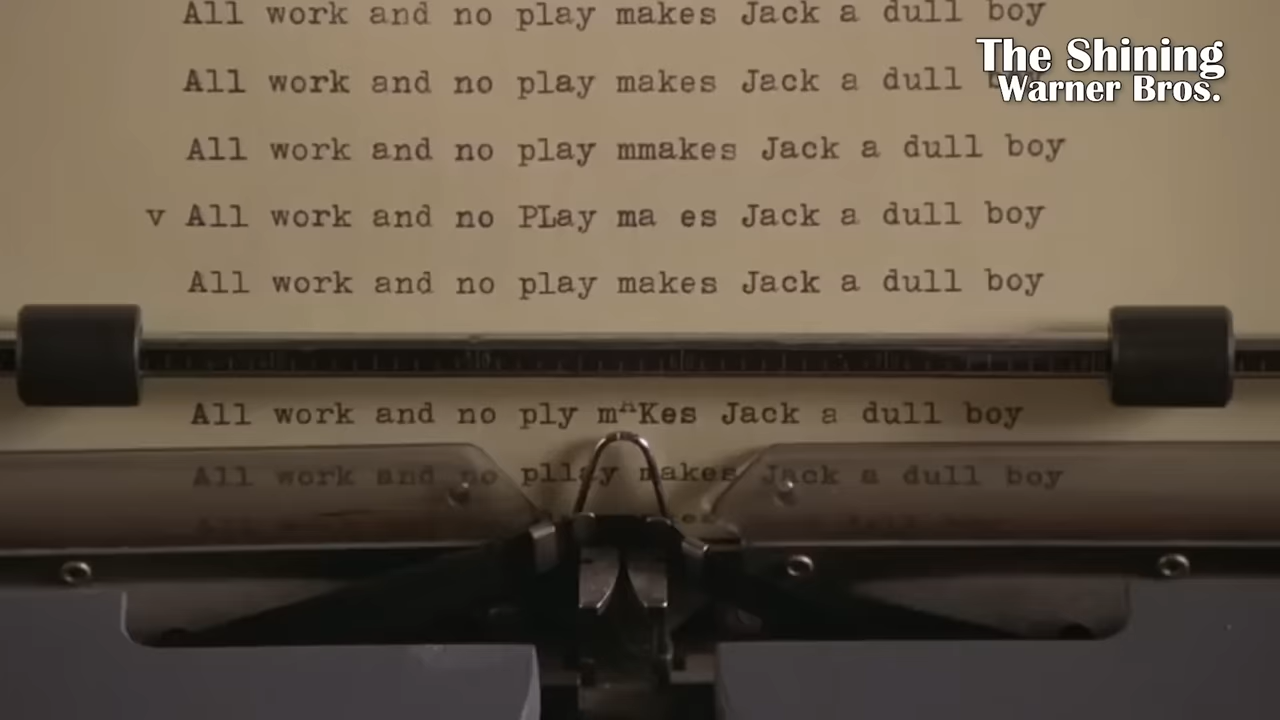 All work and no play makes Jack a dull boy
The Shining
Warner Bros.
All work and no play makes Jack a dull
All work and no play mmakes Jack a dull boy
v All work and no PLay ma es Jack a dull boy
All work and no play makes Jack a dull boy
All work and no ply mAKes Jack a dull boy
All work and no pllay makes Jack a dull boy